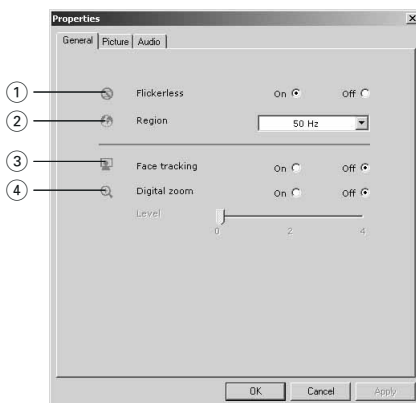 Properties
General Picture Audio
1 Flickerless On Off
2 Region 50 Hz
3 Face tracking On Off
4 Digital zoom On Off
Level
0 2 4
OK Cancel Apply